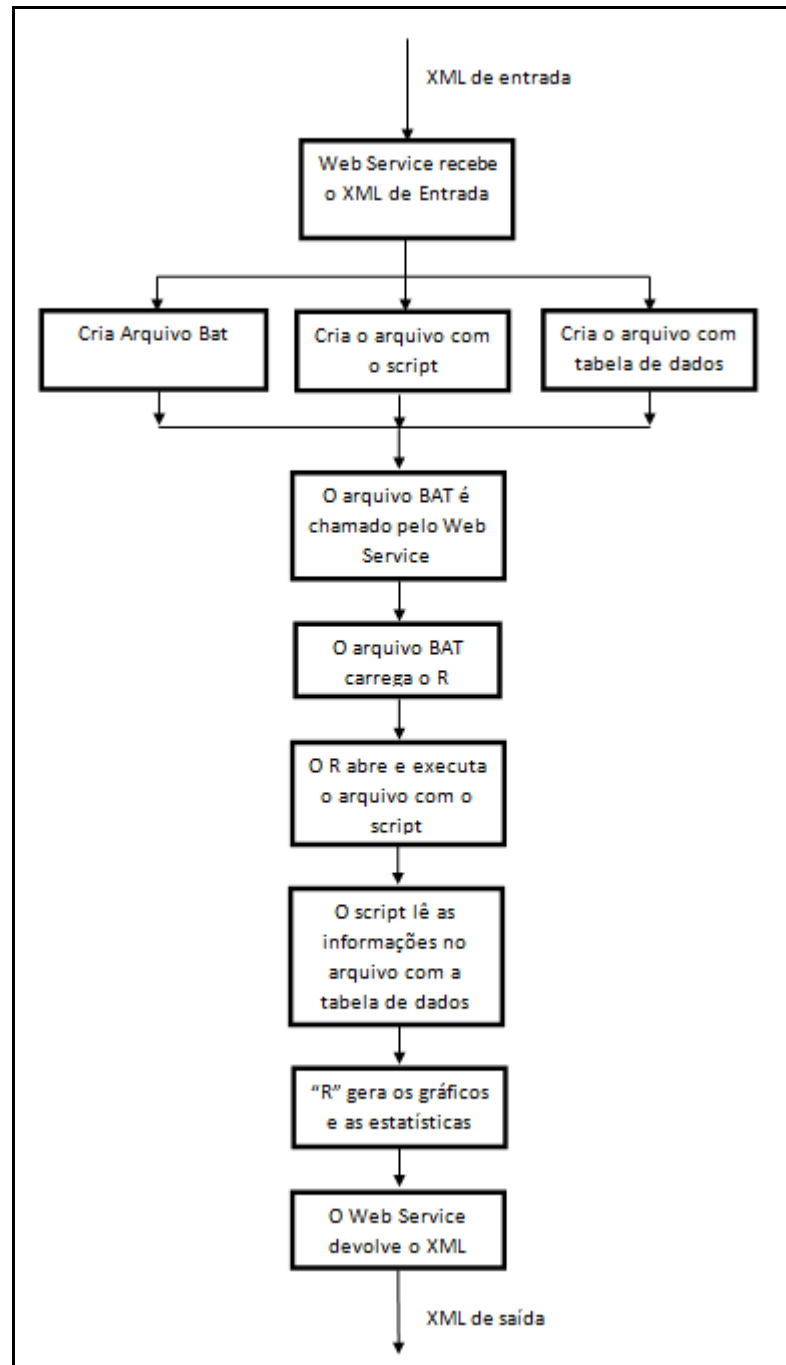 XML de entrada
Web Service recebe
o XML de Entrada
Cria Arquivo Bat
Cria o arquivo com
o script
Cria o arquivo com
tabela de dados
O arquivo BAT é
chamado pelo Web
Service
O arquivo BAT
carrega o R
O R abre e executa
o arquivo com o
script
O script lê as
informações no
arquivo com a
tabela de dados
“R” gera os gráficos
e as estatísticas
O Web Service
devolve o XML
XML de saída